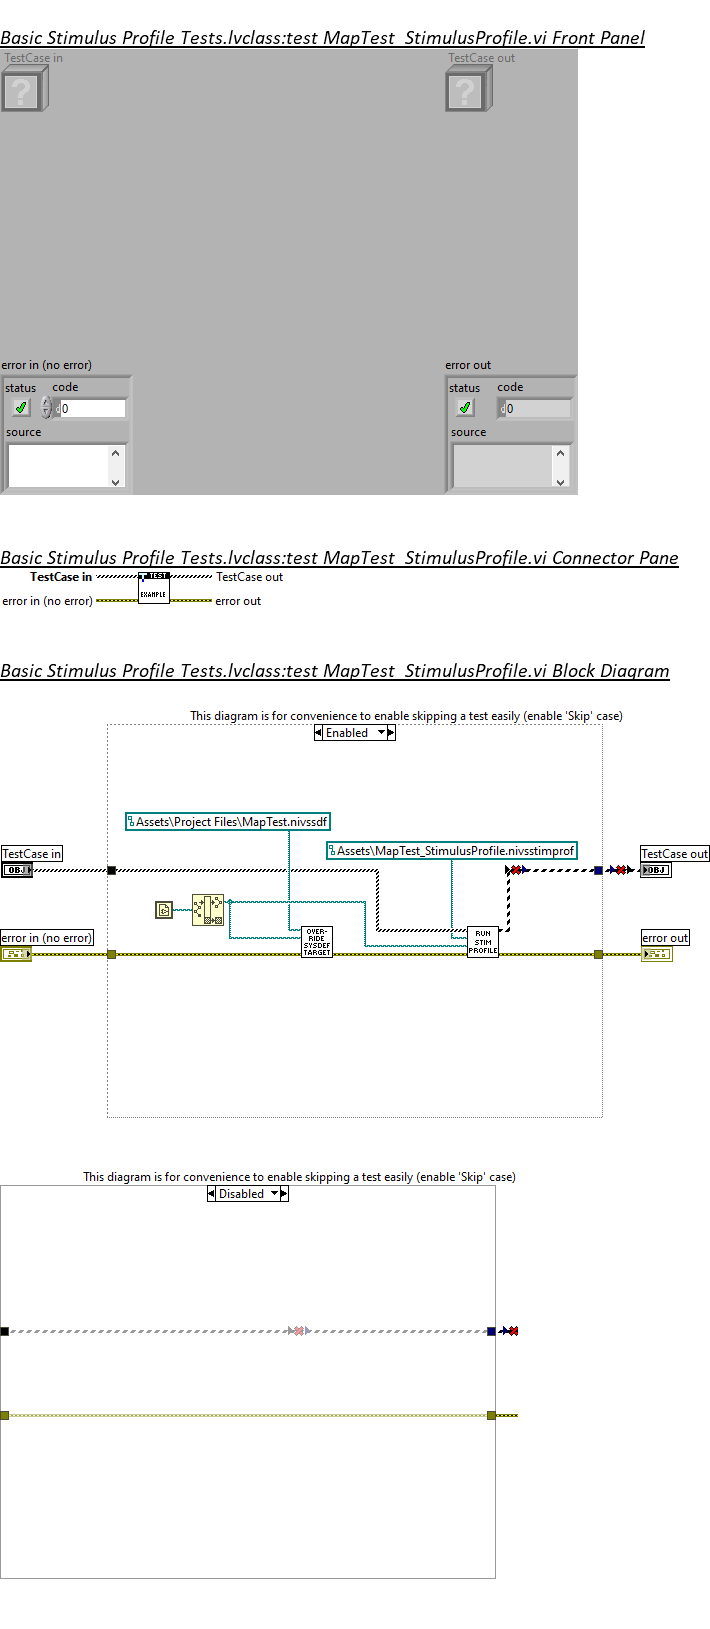 Basic Stimulus Profile Tests.lvclass:test MapTest_StimulusProfile.vi Front Panel
TestCase in
TestCase out
?
?
error in (no error)
error out
status
code
status
code
d
0
d
0
source
source
Basic Stimulus Profile Tests.lvclass:test MapTest_StimulusProfile.vi Connector Pane
TestCase in
TEST
TestCase out
error in (no error)
EXAMPLE
error out
Basic Stimulus Profile Tests.lvclass:test MapTest_StimulusProfile.vi Block Diagram
This diagram is for convenience to enable skipping a test easily (enable 'Skip' case)
Enabled
Assets\Project Files\MapTest.nivssdf
Assets\MapTest_StimulusProfile.nivsstimprof
TestCase in
TestCase out
OBJ
OBJ
error in (no error)
OVER-
RIDE
SYSDEF
TARGET
RUN
STIM
PROFILE
error out
This diagram is for convenience to enable skipping a test easily (enable 'Skip' case)
Disabled